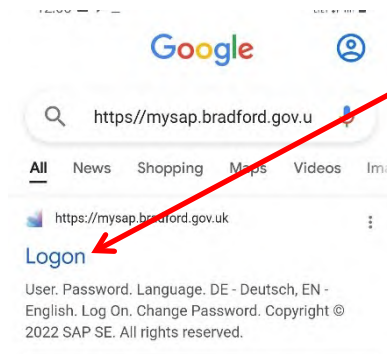 Google
https//mysap.bradford.gov.u
All News Shopping Maps Videos Im
https://mysap.bradford.gov.uk
Logon
User. Password. Language. DE - Deutsch, EN -
English. Log On. Change Password. Copyright ©
2022 SAP SE. All rights reserved.